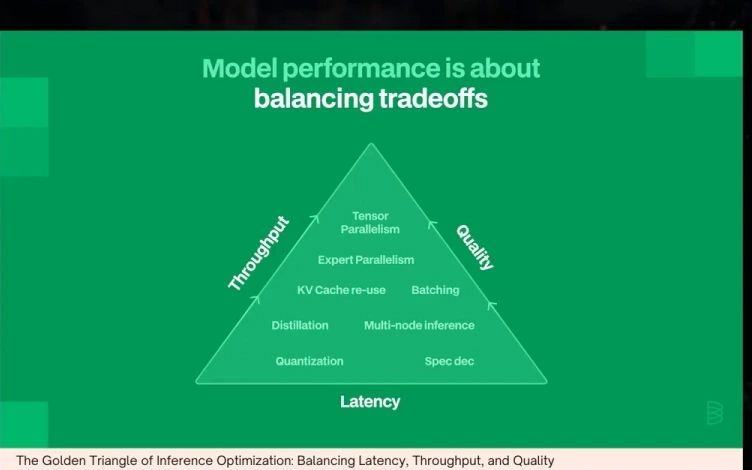 Model performance is about
balancing tradeoffs
Throughput
Quality
Tensor
Parallelism
Expert Parallelism
KV Cache re-use
Batching
Distillation
Multi-node inference
Quantization
Spec dec
Latency
The Golden Triangle of Inference Optimization: Balancing Latency, Throughput, and Quality